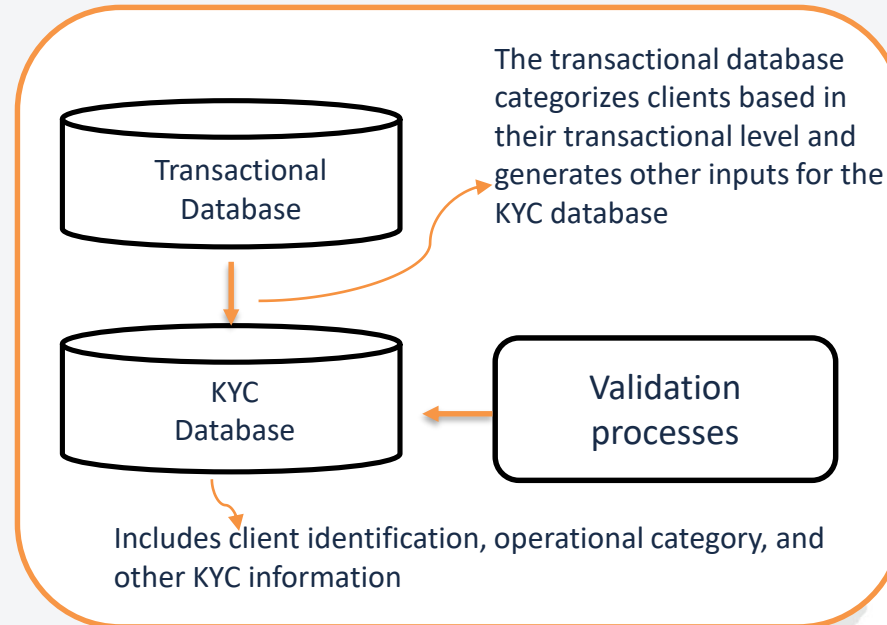 The transactional database
categorizes clients based in
their transactional level and
generates other inputs for the
KYC database
Transactional
Database
KYC
Database
Validation
processes
Includes client identification, operational category, and
other KYC information